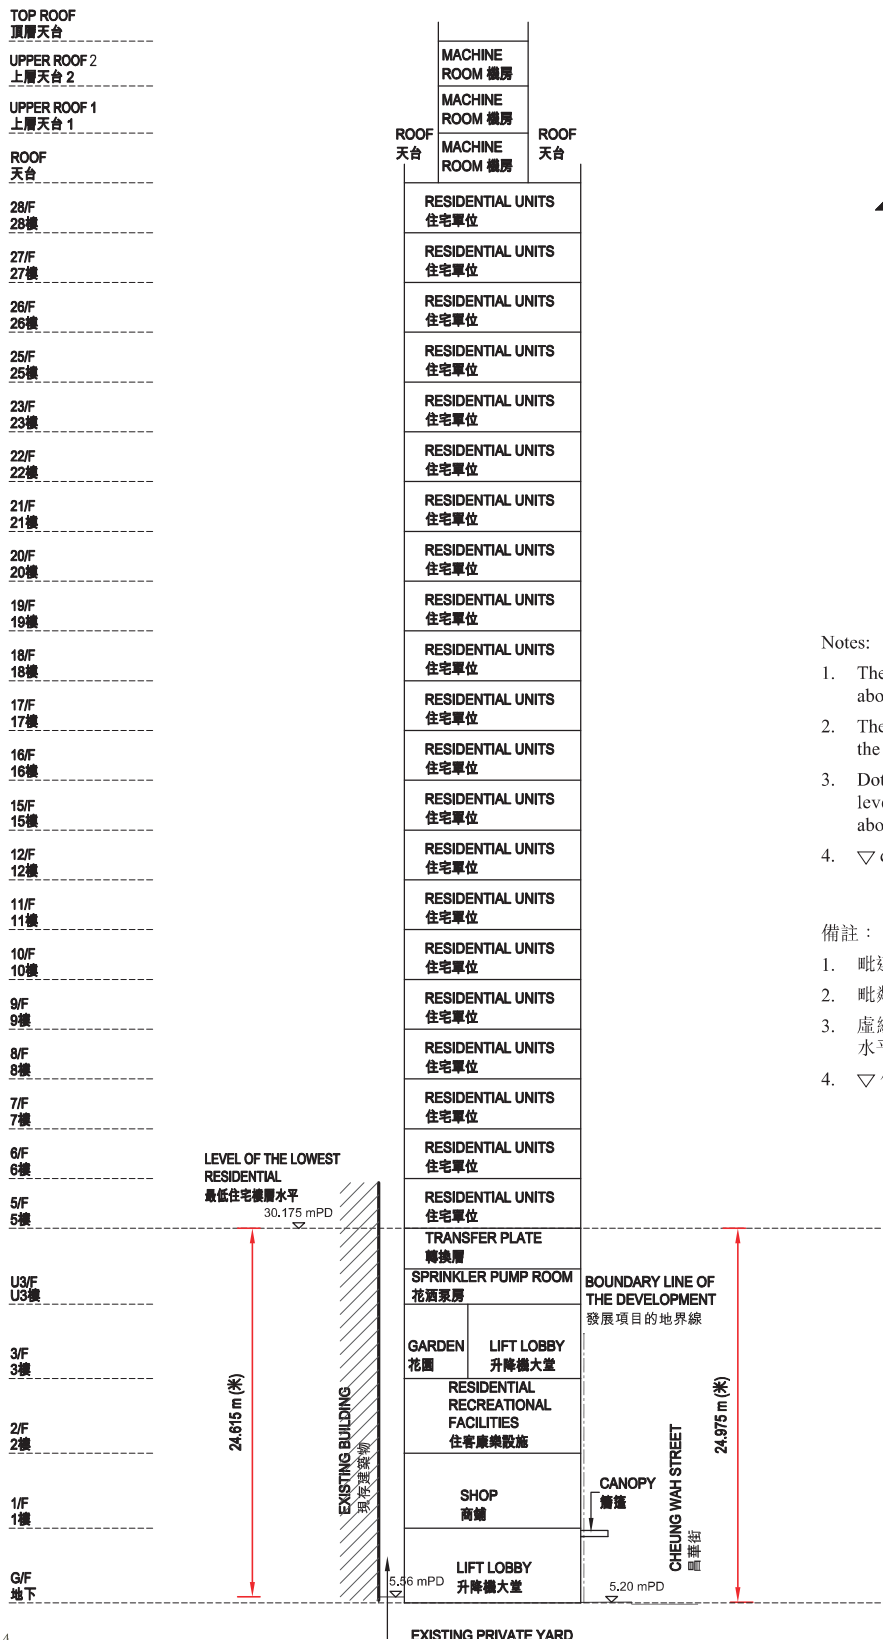 TOP ROOF
頂層天台
UPPER ROOF 2
上層天台 2
UPPER ROOF 1
上層天台 1
ROOF
天台
28/F
28樓
27/F
27樓
26/F
26樓
25/F
25樓
23/F
23樓
22/F
22樓
21/F
21樓
20/F
20樓
19/F
19樓
18/F
18樓
17/F
17樓
16/F
16樓
15/F
15樓
12/F
12樓
11/F
11樓
10/F
10樓
9/F
9樓
8/F
8樓
7/F
7樓
6/F
6樓
5/F
5樓
U3/F
U3樓
3/F
3樓
2/F
2樓
1/F
1樓
G/F
地下
MACHINE
ROOM 機房
MACHINE
ROOM 機房
ROOF
天台
MACHINE
ROOM 機房
ROOF
天台
RESIDENTIAL UNITS
住宅單位
RESIDENTIAL UNITS
住宅單位
RESIDENTIAL UNITS
住宅單位
RESIDENTIAL UNITS
住宅單位
RESIDENTIAL UNITS
住宅單位
RESIDENTIAL UNITS
住宅單位
RESIDENTIAL UNITS
住宅單位
RESIDENTIAL UNITS
住宅單位
RESIDENTIAL UNITS
住宅單位
RESIDENTIAL UNITS
住宅單位
RESIDENTIAL UNITS
住宅單位
RESIDENTIAL UNITS
住宅單位
RESIDENTIAL UNITS
住宅單位
RESIDENTIAL UNITS
住宅單位
RESIDENTIAL UNITS
住宅單位
RESIDENTIAL UNITS
住宅單位
RESIDENTIAL UNITS
住宅單位
RESIDENTIAL UNITS
住宅單位
RESIDENTIAL UNITS
住宅單位
RESIDENTIAL UNITS
住宅單位
RESIDENTIAL UNITS
住宅單位
LEVEL OF THE LOWEST
RESIDENTIAL
最低住宅樓層水平
30.175 mPD
TRANSFER PLATE
轉換層
SPRINKLER PUMP ROOM
花洒泵房
GARDEN
花園
LIFT LOBBY
升降機大堂
RESIDENTIAL
RECREATIONAL
FACILITIES
住客康樂設施
SHOP
商鋪
LIFT LOBBY
升降機大堂
24.615 m (米)
EXISTING BUILDING
現存建築物
5.56 mPD
BOUNDARY LINE OF
THE DEVELOPMENT
發展項目的地界線
CANOPY
簷篷
CHEUNG WAH STREET
昌華街
24.975 m (米)
5.20 mPD
EXISTING PRIVATE YARD
Notes:
1. The
abo
2. The
the
3. Dot
leve
abo
4. ▽
備註：
1. 毗
2. 毗
3. 虛
水平
4. ▽